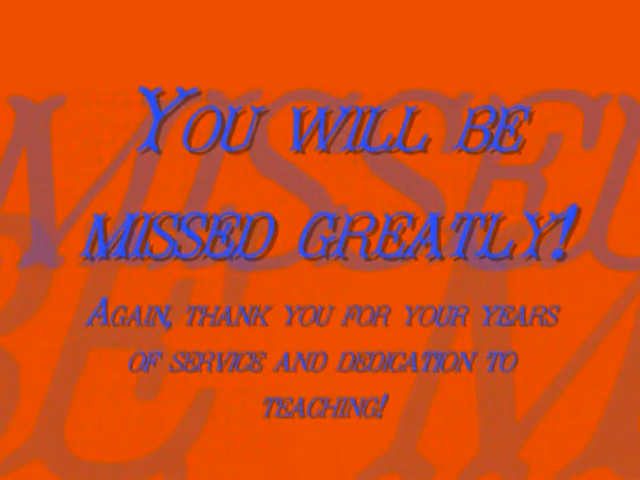 You will be
missed greatly!
Again, thank you for your years
of service and dedication to
teaching!